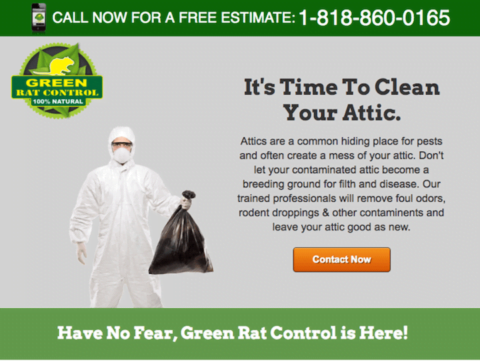 CALL NOW FOR A FREE ESTIMATE: 1-818-860-0165
GREEN
RAT CONTROL
100% NATURAL
It's Time To Clean
Your Attic.
Attics are a common hiding place for pests
and often create a mess of your attic. Don't
let your contaminated attic become a
breeding ground for filth and disease. Our
trained professionals will remove foul odors,
rodent droppings & other contaminents and
leave your attic good as new.
Contact Now
Have No Fear, Green Rat Control is Here!